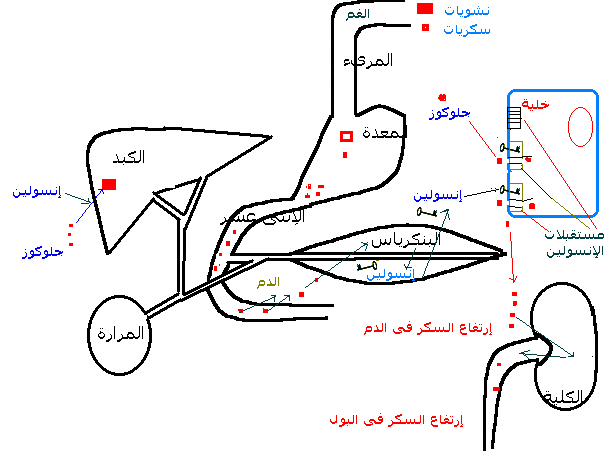 الفم
نشويات
سكريات
المرىء
المعدة
خلية
جلوكوز
الكبد
إنسولين
إنسولين
الإثنى عشر
جلوكوز
البنكرياس
إنسولين
مستقبلات
الإنسولين
الدم
المرارة
إرتفاع السكر فى الدم
الكلية
إرتفاع السكر فى البول